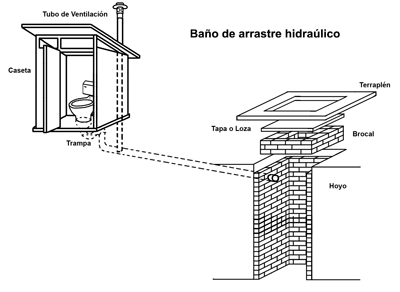 Tubo de Ventilación
Baño de arrastre hidraúlico
Caseta
Terraplén
Tapa o Loza
Brocal
Trampa
Hoyo